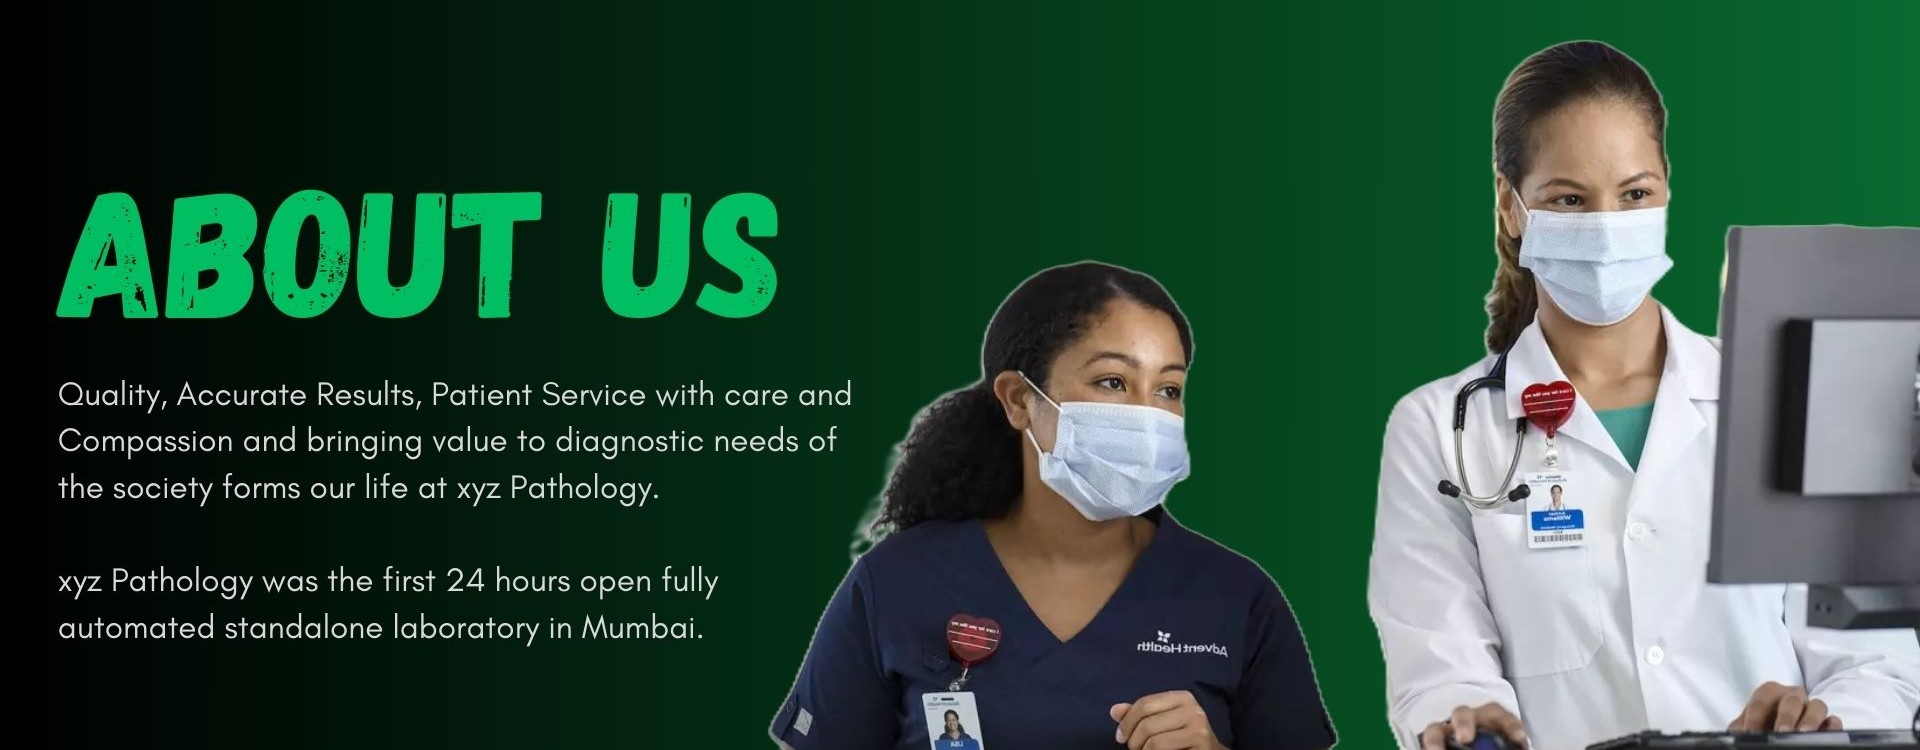 ABOUT US
Quality, Accurate Results, Patient Service with care and
Compassion and bringing value to diagnostic needs of
the society forms our life at xyz Pathology.
xyz Pathology was the first 24 hours open fully
automated standalone laboratory in Mumbai.
AdventHealth
Williams
LISA